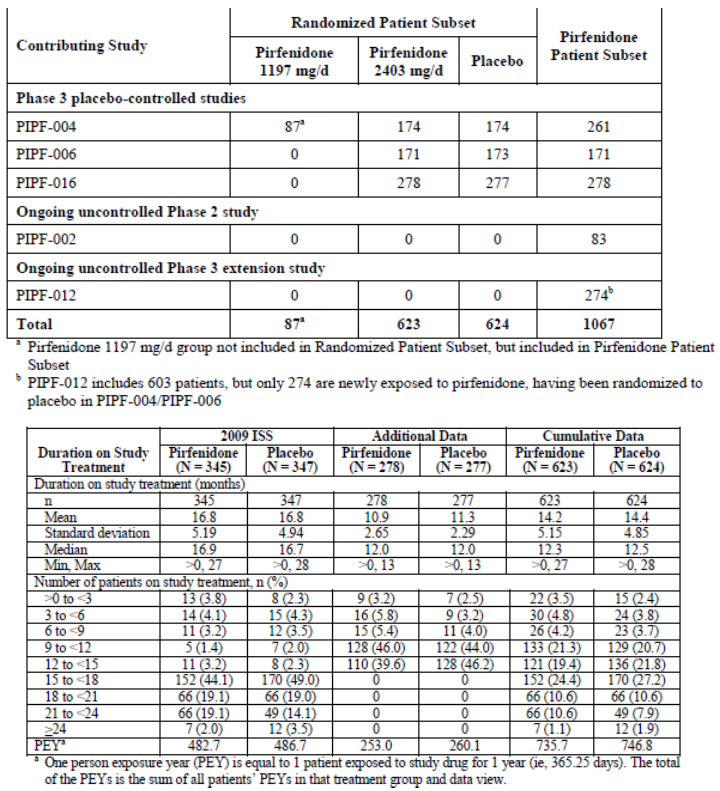 Contributing Study Randomized Patient Subset Pirfenidone Patient Subset
Pirfenidone 1197 mg/d Pirfenidone 2403 mg/d Placebo
Phase 3 placebo-controlled studies
PIPF-004 87a 174 174 261
PIPF-006 0 171 173 171
PIPF-016 0 278 277 278
Ongoing uncontrolled Phase 2 study
PIPF-002 0 0 0 83
Ongoing uncontrolled Phase 3 extension study
PIPF-012 0 0 0 274b
Total 87a 623 624 1067
a Pirfenidone 1197 mg/d group not included in Randomized Patient Subset, but included in Pirfenidone Patient
Subset
b PIPF-012 includes 603 patients, but only 274 are newly exposed to pirfenidone, having been randomized to
placebo in PIPF-004/PIPF-006
Duration on Study Treatment 2009 ISS Additional Data Cumulative Data
Pirfenidone (N = 345) Placebo (N = 347) Pirfenidone (N = 278) Placebo (N = 277) Pirfenidone (N = 623) Placebo (N = 624)
Duration on study treatment (months)
n 345 347 278 277 623 624
Mean 16.8 16.8 10.9 11.3 14.2 14.4
Standard deviation 5.19 4.94 2.65 2.29 5.15 4.85
Median 16.9 16.7 12.0 12.0 12.3 12.5
Min, Max >0, 27 >0, 28 >0, 13 >0, 13 >0, 27 >0, 28
Number of patients on study treatment, n (%)
>0 to <3 13 (3.8) 8 (2.3) 9 (3.2) 7 (2.5) 22 (3.5) 15 (2.4)
3 to <6 14 (4.1) 15 (4.3) 16 (5.8) 9 (3.2) 30 (4.8) 24 (3.8)
6 to <9 11 (3.2) 12 (3.5) 15 (5.4) 11 (4.0) 26 (4.2) 23 (3.7)
9 to <12 5 (1.4) 7 (2.0) 128 (46.0) 122 (44.0) 133 (21.3) 129 (20.7)
12 to <15 11 (3.2) 8 (2.3) 110 (39.6) 128 (46.2) 121 (19.4) 136 (21.8)
15 to <18 152 (44.1) 170 (49.0) 0 0 152 (24.4) 170 (27.2)
18 to <21 66 (19.1) 66 (19.0) 0 0 66 (10.6) 66 (10.6)
21 to <24 66 (19.1) 49 (14.1) 0 0 66 (10.6) 49 (7.9)
≥24 7 (2.0) 12 (3.5) 0 0 7 (1.1) 12 (1.9)
PEYa 482.7 486.7 253.0 260.1 735.7 746.8
a One person exposure year (PEY) is equal to 1 patient exposed to study drug for 1 year (ie, 365.25 days). The total
of the PEYs is the sum of all patients' PEYs in that treatment group and data view.